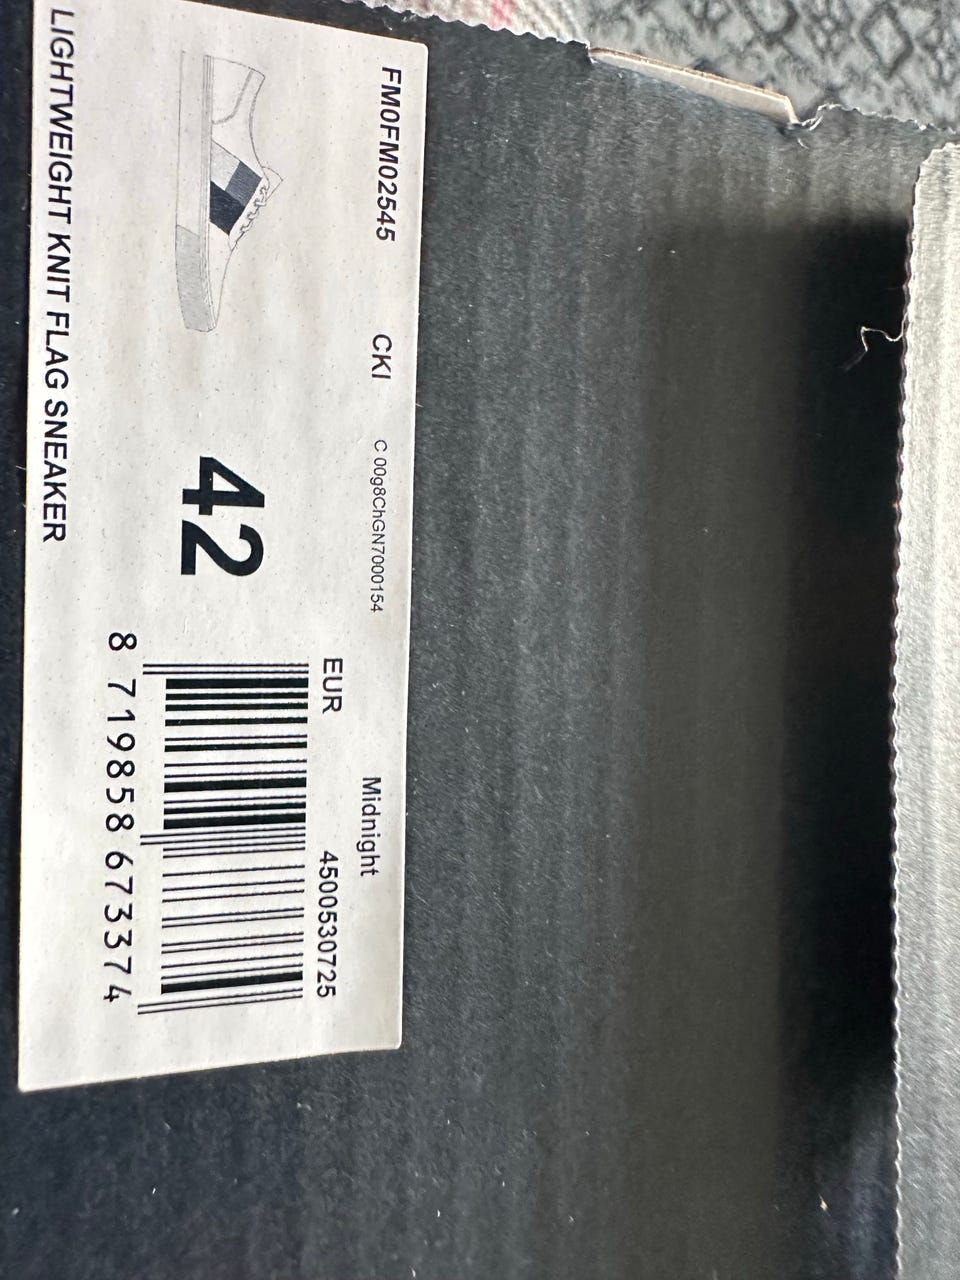 FM0FM02545 CKI C 00g8ChGN7000154 Midnight
EUR 4500530725
42
8 719858 673374
LIGHTWEIGHT KNIT FLAG SNEAKER